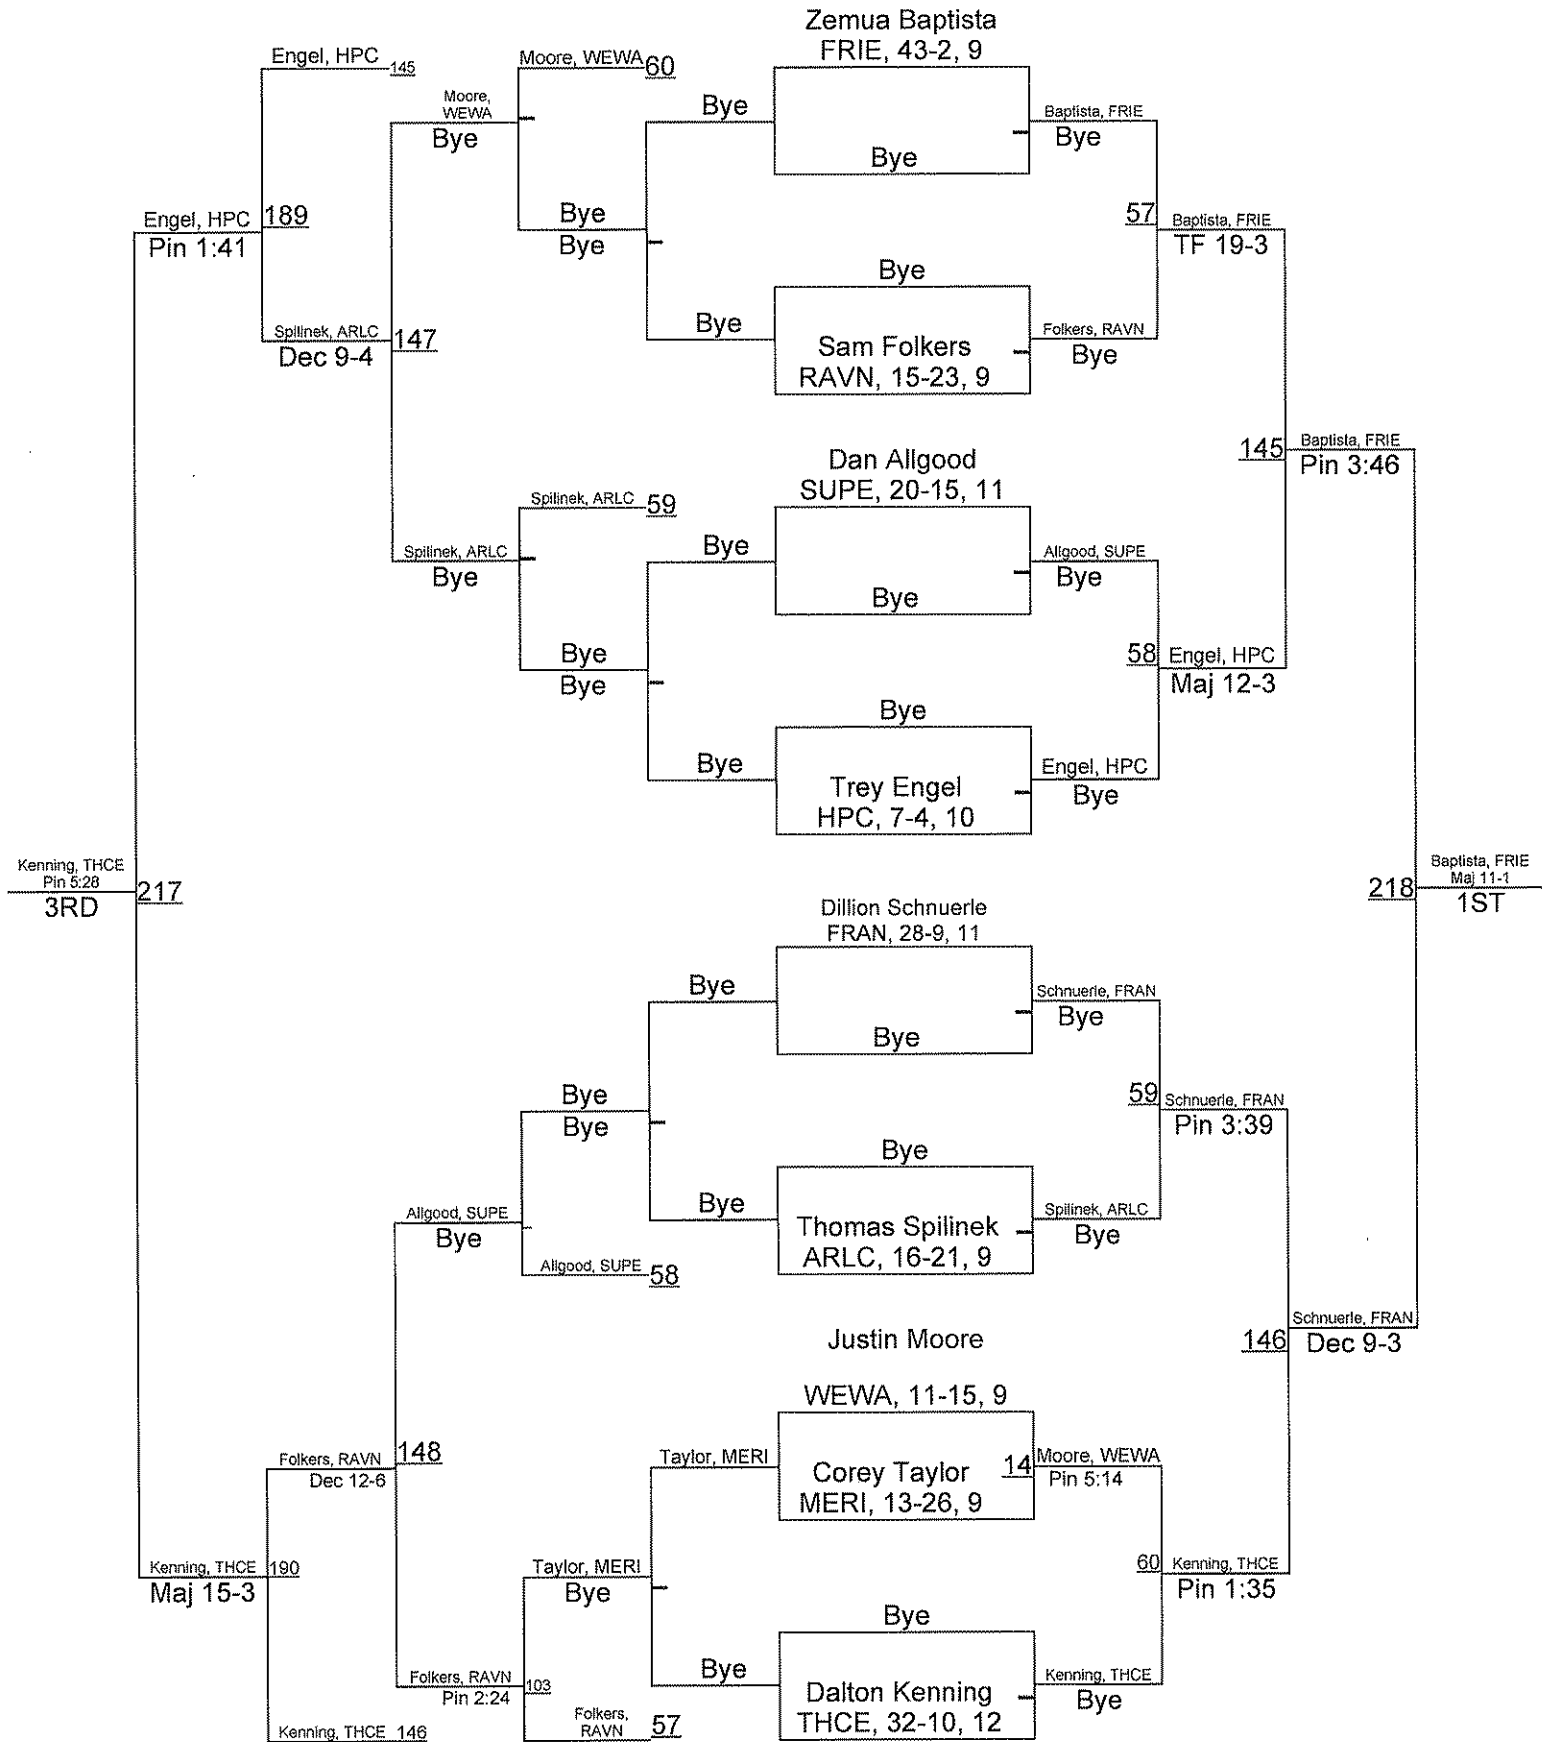 Zemua Baptista
FRIE, 43-2, 9
Engel, HPC 145
Moore, WEWA 60
Moore,
WEWA
Bye
Bye
Baptista, FRIE
Bye
Bye
Engel, HPC 189
Pin 1:41
Bye
Bye
57 Baptista, FRIE
TF 19-3
Bye
Spilinek, ARLC 147
Dec 9-4
Bye
Sam Folkers
RAVN, 15-23, 9
Folkers, RAVN
Bye
Dan Allgood
SUPE, 20-15, 11
145 Baptista, FRIE
Pin 3:46
Spilinek, ARLC 59
Spilinek, ARLC
Bye
Bye
Allgood, SUPE
Bye
Bye
Bye
Bye
58 Engel, HPC
Maj 12-3
Bye
Bye
Trey Engel
HPC, 7-4, 10
Engel, HPC
Bye
Kenning, THCE
Pin 5:28
3RD
217
218
Baptista, FRIE
Maj 11-1
1ST
Dillion Schnuerle
FRAN, 28-9, 11
Bye
Schnuerle, FRAN
Bye
Bye
Bye
Bye
59 Schnuerle, FRAN
Pin 3:39
Bye
Allgood, SUPE
Bye
Bye
Thomas Spilinek
ARLC, 16-21, 9
Spilinek, ARLC
Bye
Allgood, SUPE 58
Justin Moore
146 Schnuerle, FRAN
Dec 9-3
WEWA, 11-15, 9
Folkers, RAVN 148
Dec 12-6
Taylor, MERI
Corey Taylor
MERI, 13-26, 9
14 Moore, WEWA
Pin 5:14
Kenning, THCE 190
Maj 15-3
Taylor, MERI
Bye
60 Kenning, THCE
Pin 1:35
Bye
Folkers, RAVN 103
Pin 2:24
Bye
Dalton Kenning
THCE, 32-10, 12
Kenning, THCE
Bye
Kenning, THCE 146
Folkers,
RAVN 57